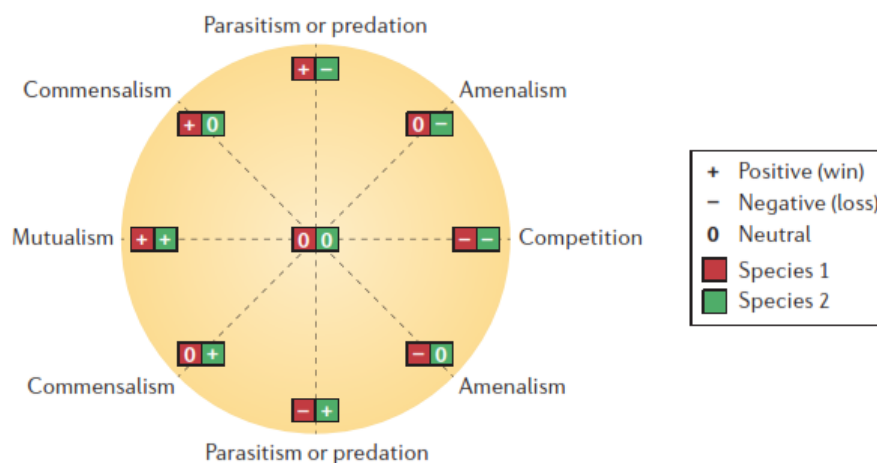 Parasitism or predation
+ −
Commensalism
Amenalism
+ 0
0 −
Mutualism
+ +
0 0
− −
Competition
0 +
− 0
Commensalism
Amenalism
− +
Parasitism or predation
+ Positive (win)
− Negative (loss)
0 Neutral
Species 1
Species 2